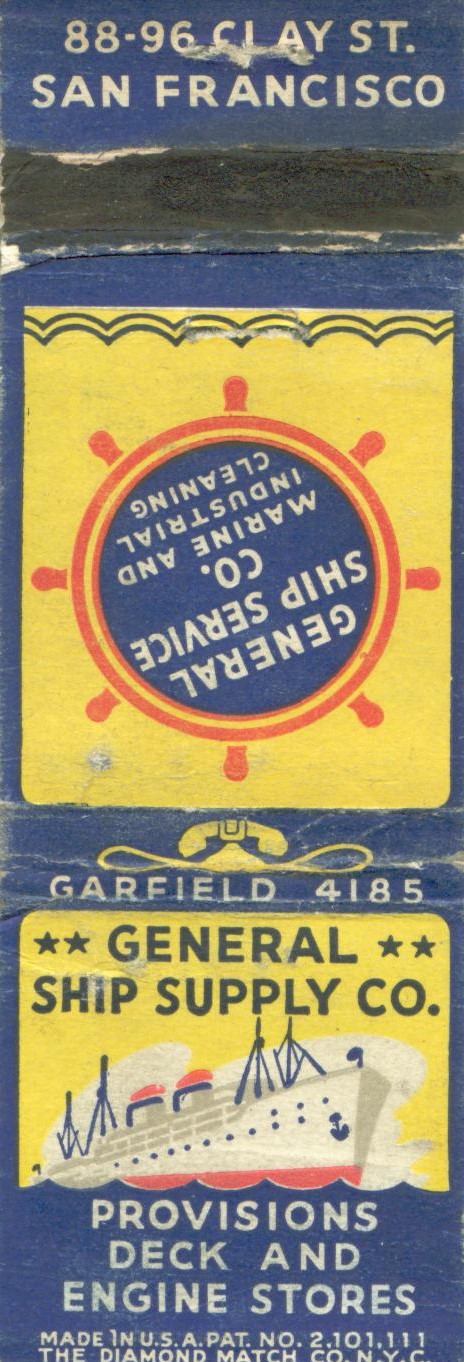 88-96 CLAY ST.
SAN FRANCISCO
GENERAL
SHIP SERVICE
CO.
MARINE AND
INDUSTRIAL
CLEANING
GARFIELD 4185
GENERAL
SHIP SUPPLY CO.
PROVISIONS
DECK AND
ENGINE STORES
MADE IN U.S.A. PAT. NO. 2,101,111
THE DIAMOND MATCH CO. N.Y.C.